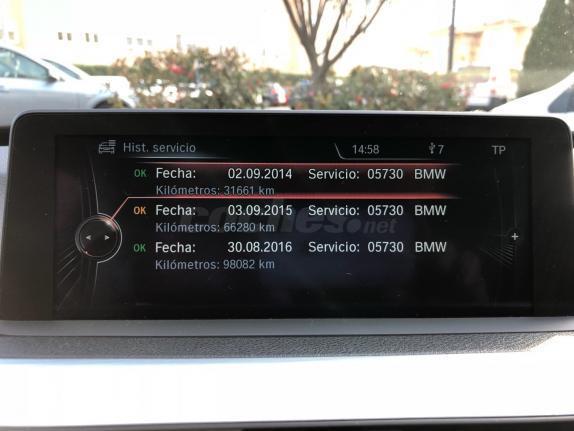 Hist. servicio 14:58 7 TP
OK Fecha: 02.09.2014 Servicio: 05730 BMW
Kilómetros: 31661 km
OK Fecha: 03.09.2015 Servicio: 05730 BMW
Kilómetros: 66280 km
OK Fecha: 30.08.2016 Servicio: 05730 BMW
Kilómetros: 98082 km
coches.net